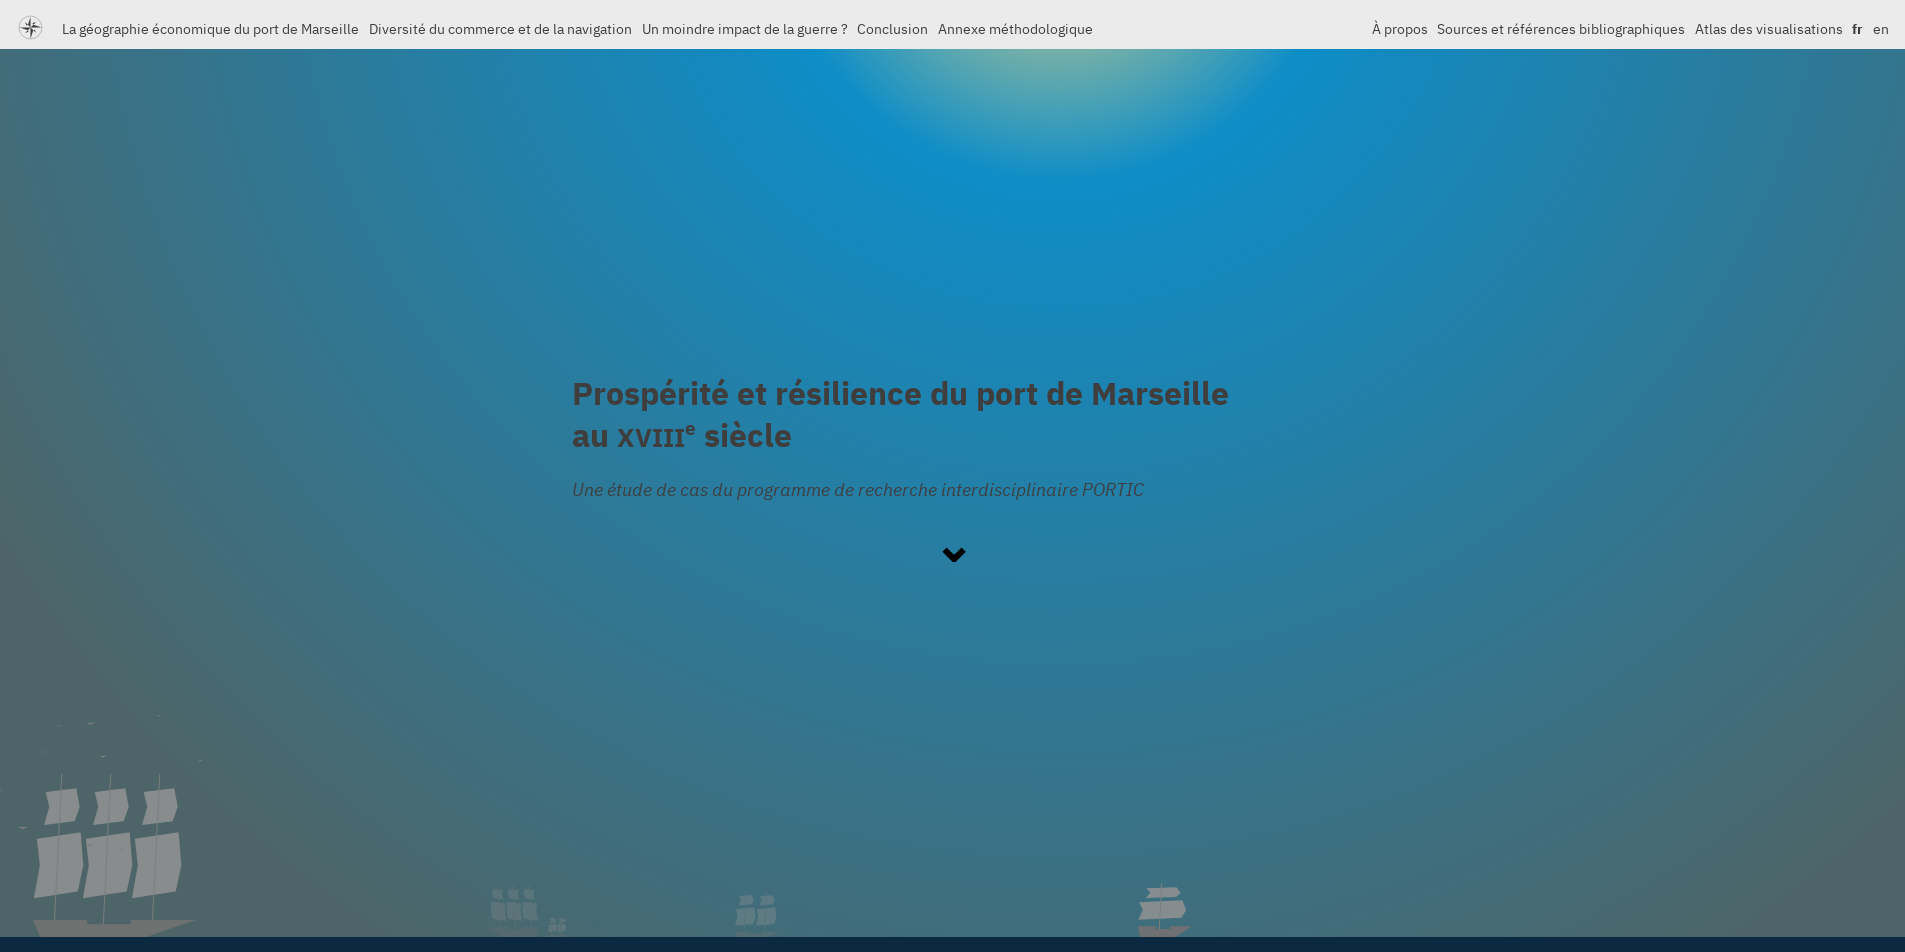 La géographie économique du port de Marseille Diversité du commerce et de la navigation Un moindre impact de la guerre ? Conclusion Annexe méthodologique À propos Sources et références bibliographiques Atlas des visualisations fr en
Prospérité et résilience du port de Marseille
au XVIIIe siècle
Une étude de cas du programme de recherche interdisciplinaire PORTIC